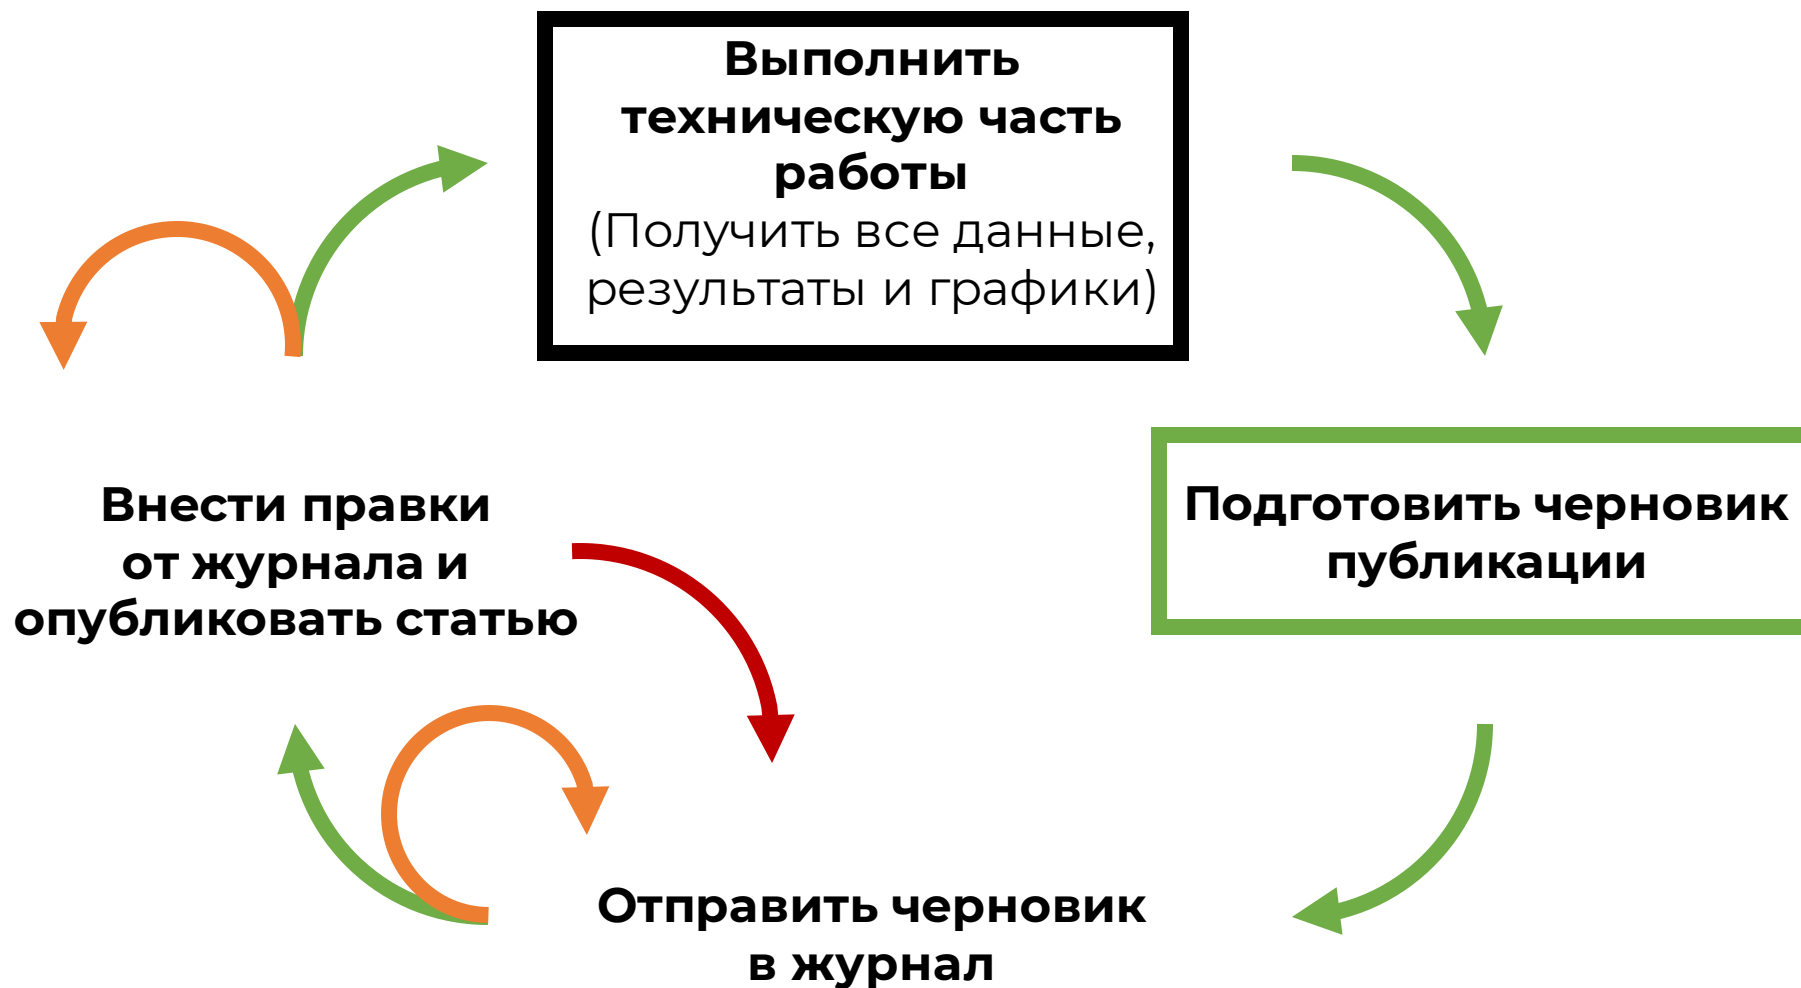 Выполнить
техническую часть
работы
(Получить все данные,
результаты и графики)
Внести правки
от журнала и
опубликовать статью
Подготовить черновик
публикации
Отправить черновик
в журнал